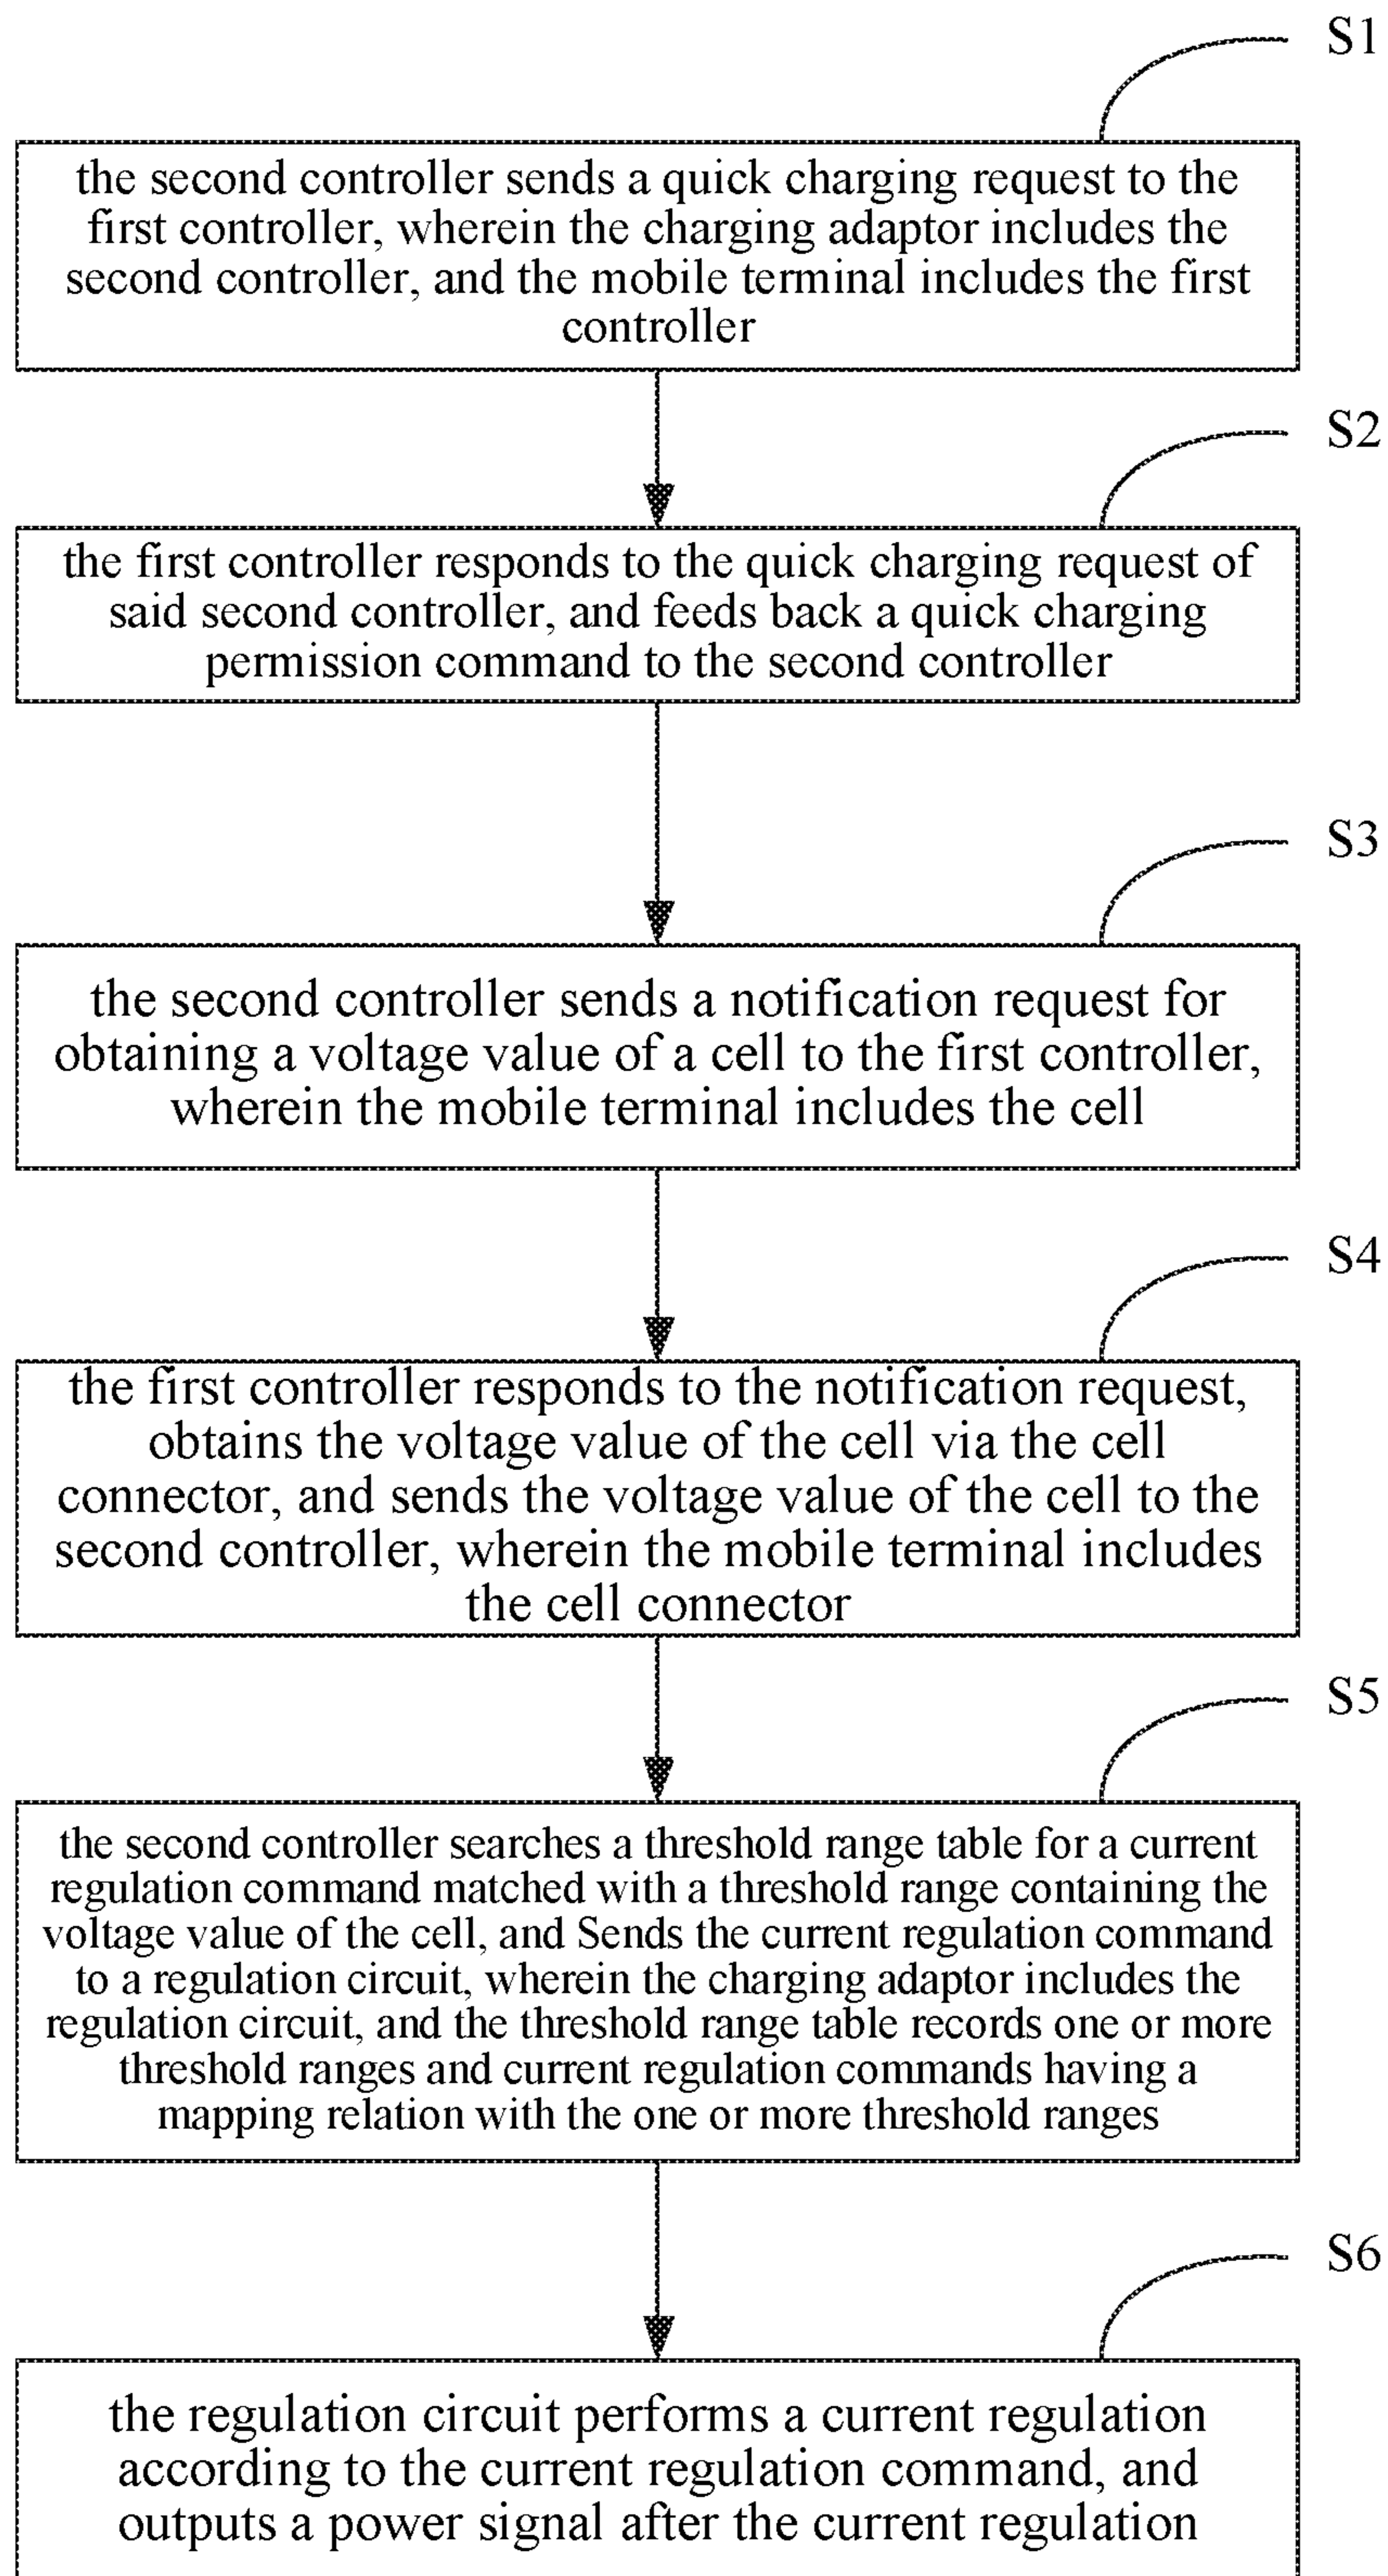 S1
the second controller sends a quick charging request to the
first controller, wherein the charging adaptor includes the
second controller, and the mobile terminal includes the first
controller
S2
the first controller responds to the quick charging request of
said second controller, and feeds back a quick charging
permission command to the second controller
S3
the second controller sends a notification request for
obtaining a voltage value of a cell to the first controller,
wherein the mobile terminal includes the cell
S4
the first controller responds to the notification request,
obtains the voltage value of the cell via the cell
connector, and sends the voltage value of the cell to the
second controller, wherein the mobile terminal includes
the cell connector
S5
the second controller searches a threshold range table for a current
regulation command matched with a threshold range containing the
voltage value of the cell, and Sends the current regulation command
to a regulation circuit, wherein the charging adaptor includes the
regulation circuit, and the threshold range table records one or more
threshold ranges and current regulation commands having a
mapping relation with the one or more threshold ranges
S6
the regulation circuit performs a current regulation
according to the current regulation command, and
outputs a power signal after the current regulation